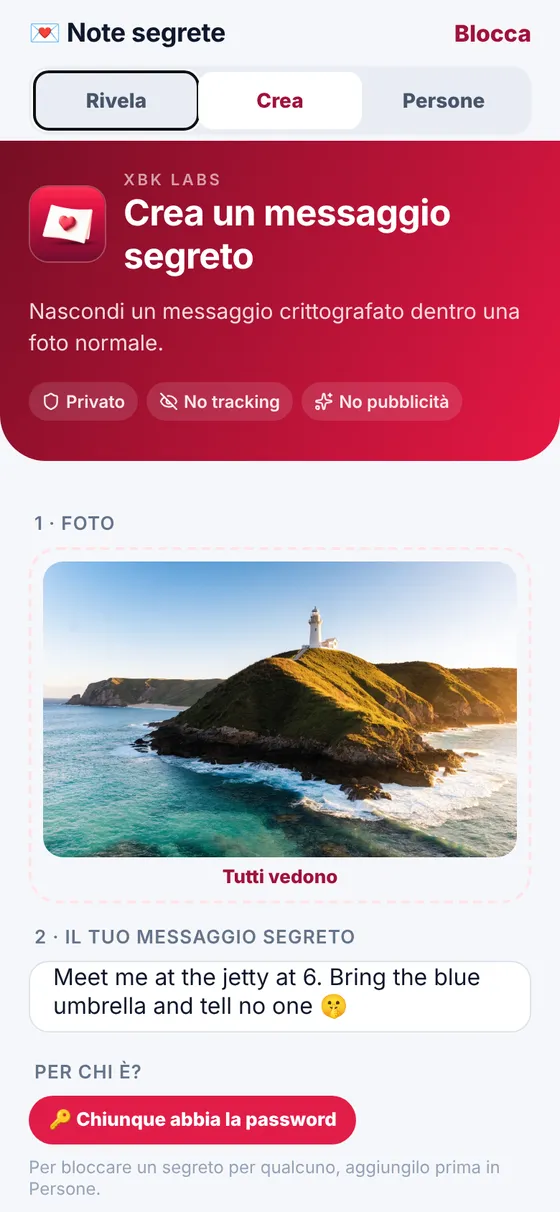 💌 Note segrete
Blocca
Rivela
Crea
Persone
XBK LABS
Crea un messaggio
segreto
Nascondi un messaggio crittografato dentro una
foto normale.
Privato
No tracking
No pubblicità
1 · FOTO
Tutti vedono
2 · IL TUO MESSAGGIO SEGRETO
Meet me at the jetty at 6. Bring the blue
umbrella and tell no one 🤫
PER CHI È?
🔑 Chiunque abbia la password
Per bloccare un segreto per qualcuno, aggiungilo prima in
Persone.